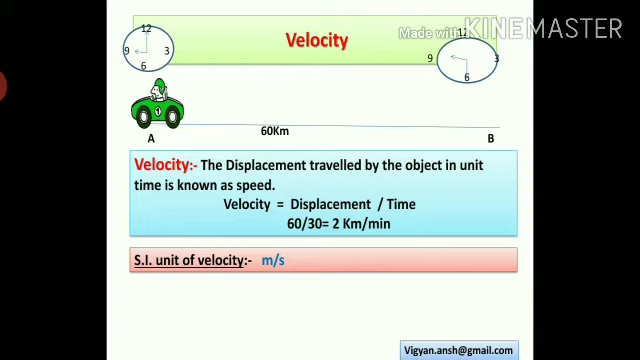 Made with KINEMASTER
Velocity
12
9 3
6
12
9 3
6
1
A 60Km B
Velocity:- The Displacement travelled by the object in unit
time is known as speed.
Velocity = Displacement / Time
60/30= 2 Km/min
S.I. unit of velocity:- m/s
Vigyan.ansh@gmail.com